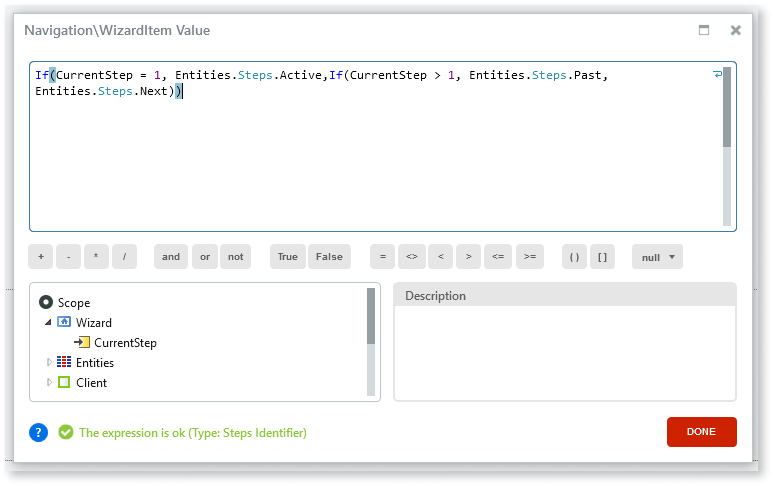 Navigation\WizardItem Value
If(CurrentStep = 1, Entities.Steps.Active,If(CurrentStep > 1, Entities.Steps.Past,
Entities.Steps.Next))
+ - * / and or not True False = <> < > <= >= () [] null
Scope
Wizard
CurrentStep
Entities
Client
Description
? The expression is ok (Type: Steps Identifier)
DONE